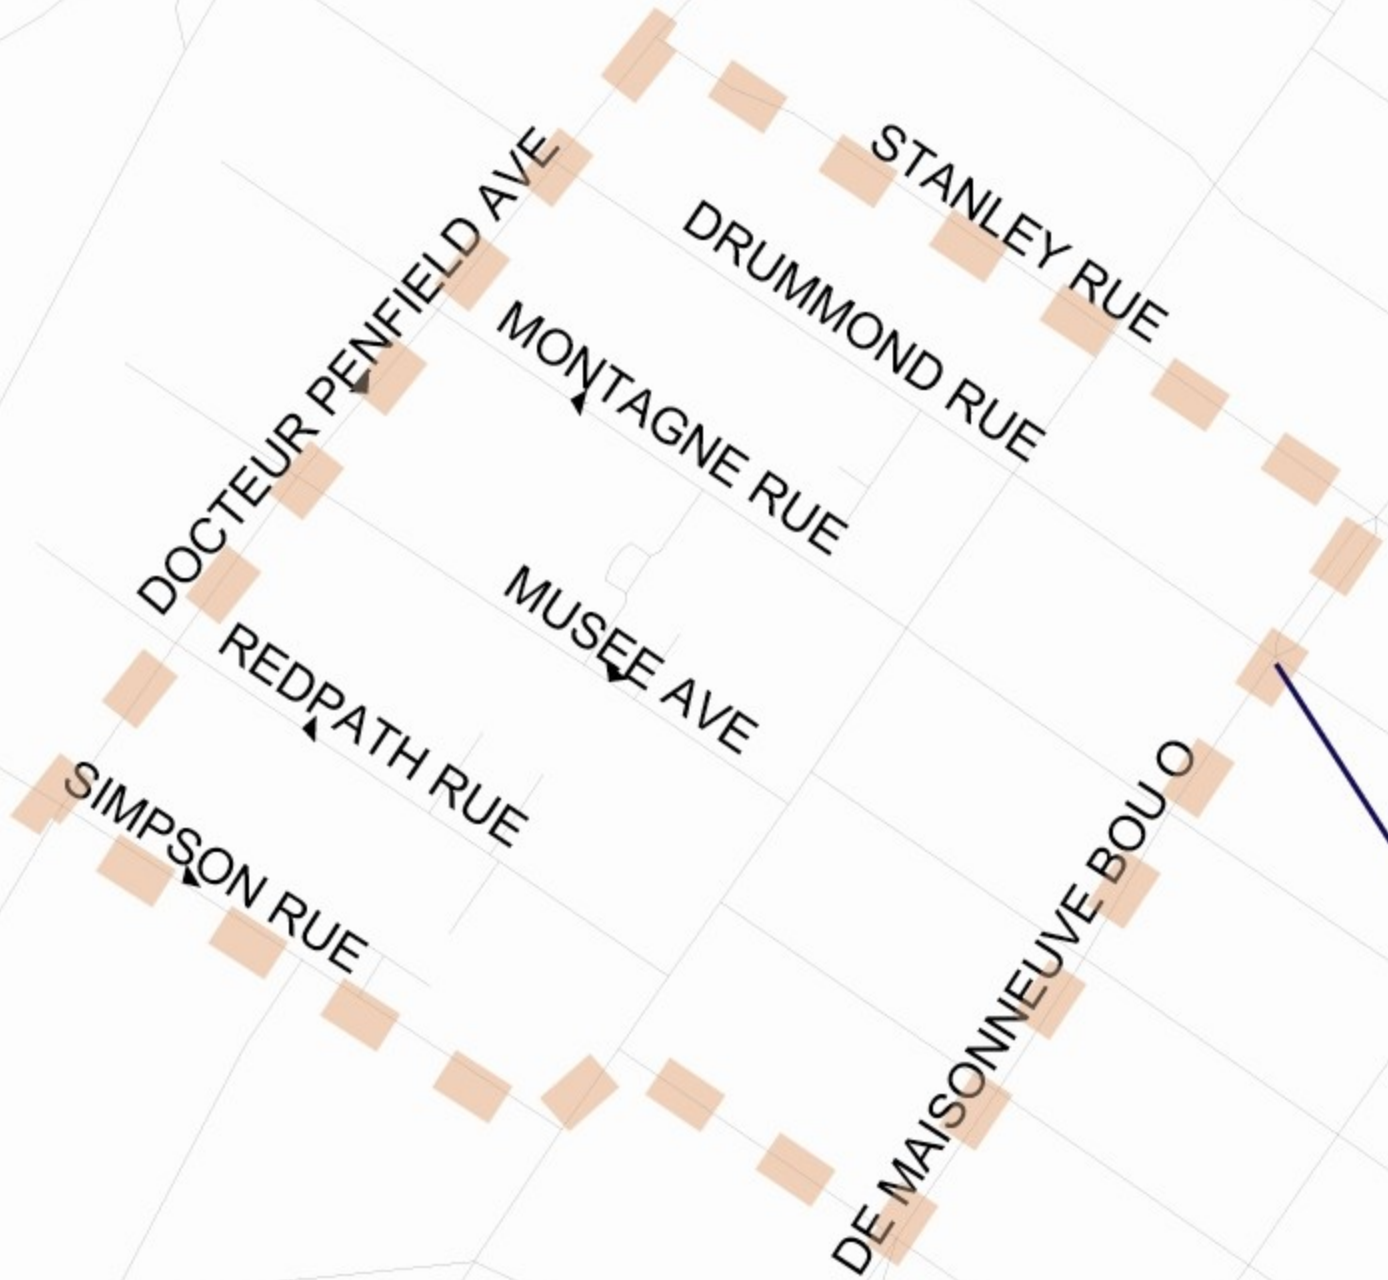 STANLEY RUE
DOCTEUR PENFIELD AVE
DRUMMOND RUE
MONTAGNE RUE
MUSEE AVE
REDPATH RUE
DE MAISONNEUVE BOU O
SIMPSON RUE